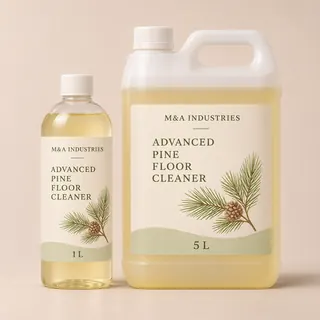 M&A INDUSTRIES
ADVANCED
PINE
FLOOR
CLEANER
1 L
M&A INDUSTRIES
ADVANCED
PINE
FLOOR
CLEANER
5 L